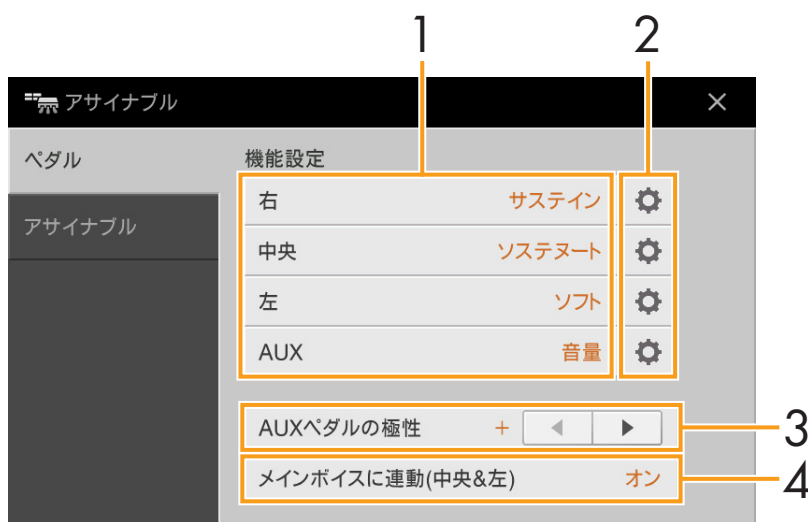 1 2
アサイナブル ×
ペダル 機能設定
右 サステイン
アサイナブル
中央 ソステヌート
左 ソフト
AUX 音量
AUXペダルの極性 + 3
メインボイスに連動(中央&左) オン 4